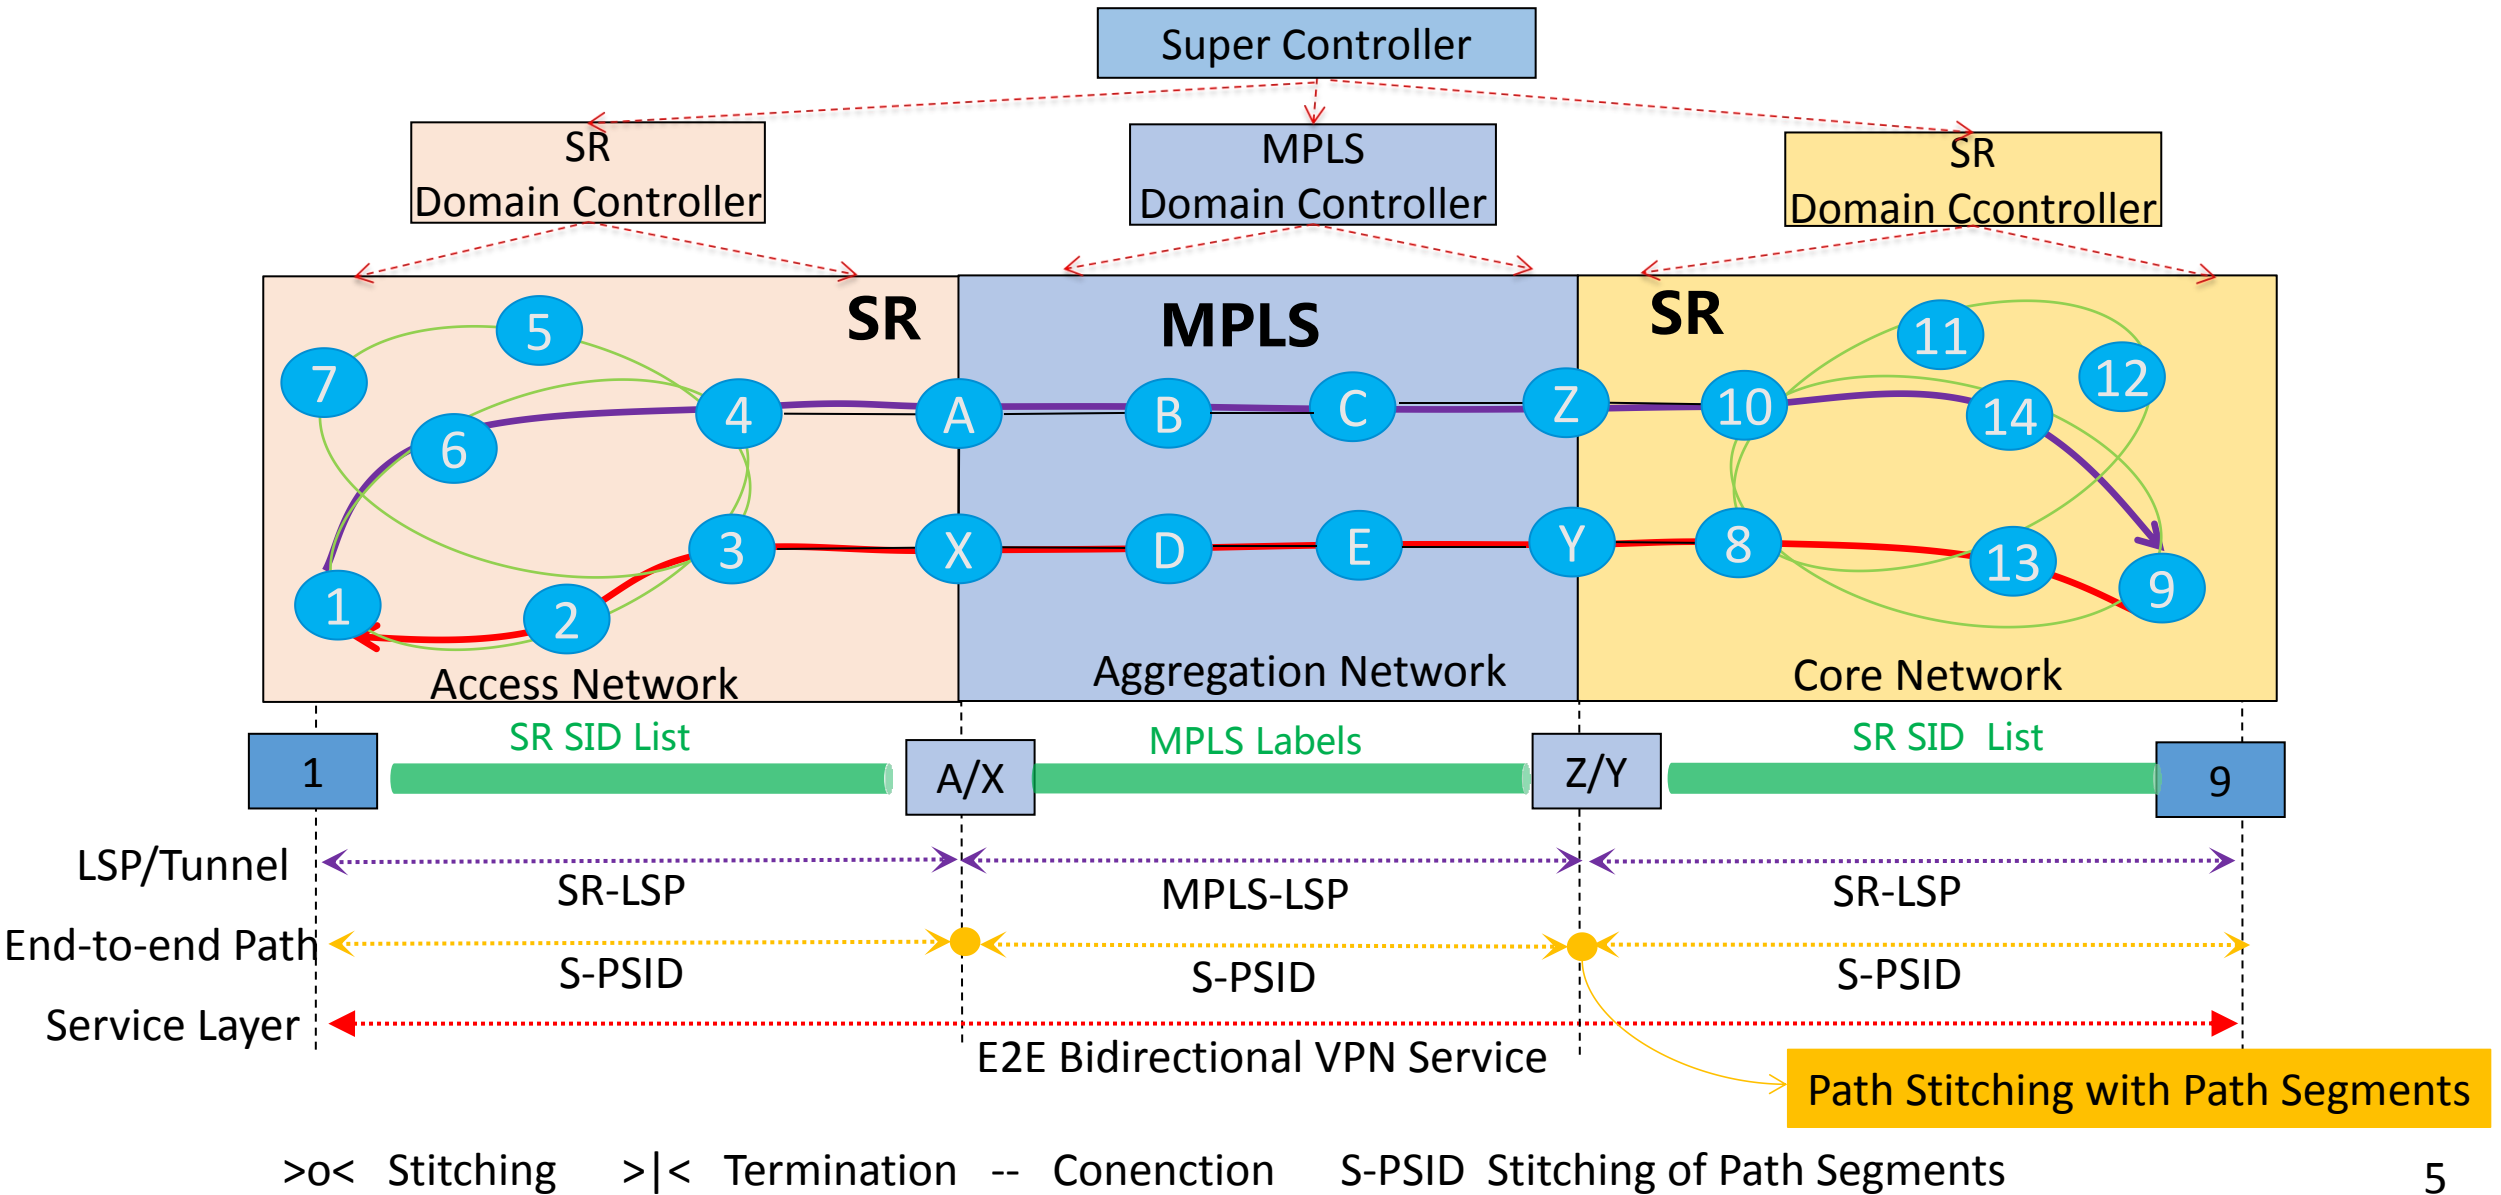 Super Controller
SR
Domain Controller
MPLS
Domain Controller
SR
Domain Ccontroller
SR
MPLS
SR
5
7
6
4
A
B
C
Z
10
11
12
14
1
2
3
X
D
E
Y
8
13
9
Access Network
Aggregation Network
Core Network
SR SID List
MPLS Labels
SR SID  List
1
A/X
Z/Y
9
LSP/Tunnel
SR-LSP
MPLS-LSP
SR-LSP
End-to-end Path
S-PSID
S-PSID
S-PSID
Service Layer
E2E Bidirectional VPN Service
Path Stitching with Path Segments
>o<   Stitching   >|<   Termination   --   Conenction   S-PSID  Stitching of Path Segments
5